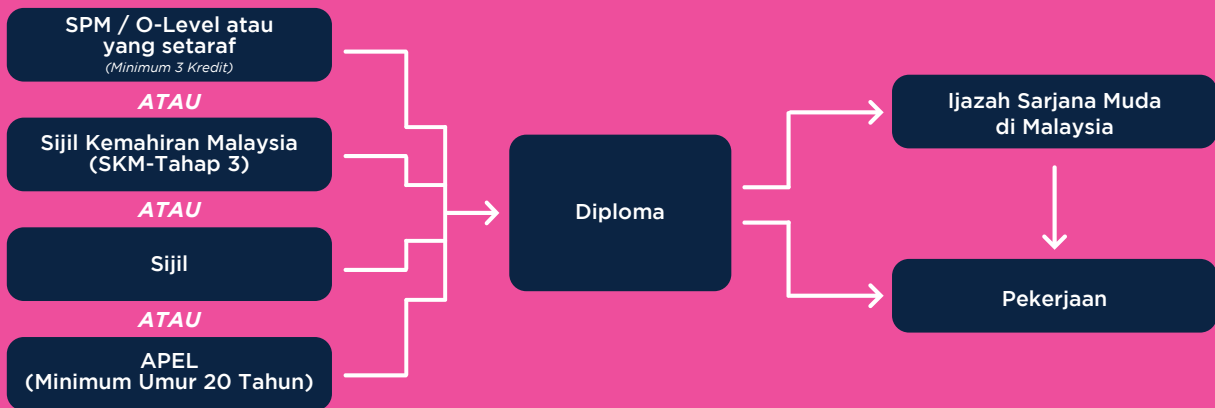 SPM / O-Level atau
yang setaraf
(Minimum 3 Kredit)
ATAU
Sijil Kemahiran Malaysia
(SKM-Tahap 3)
ATAU
Sijil
ATAU
APEL
(Minimum Umur 20 Tahun)
Diploma
Ijazah Sarjana Muda
di Malaysia
Pekerjaan